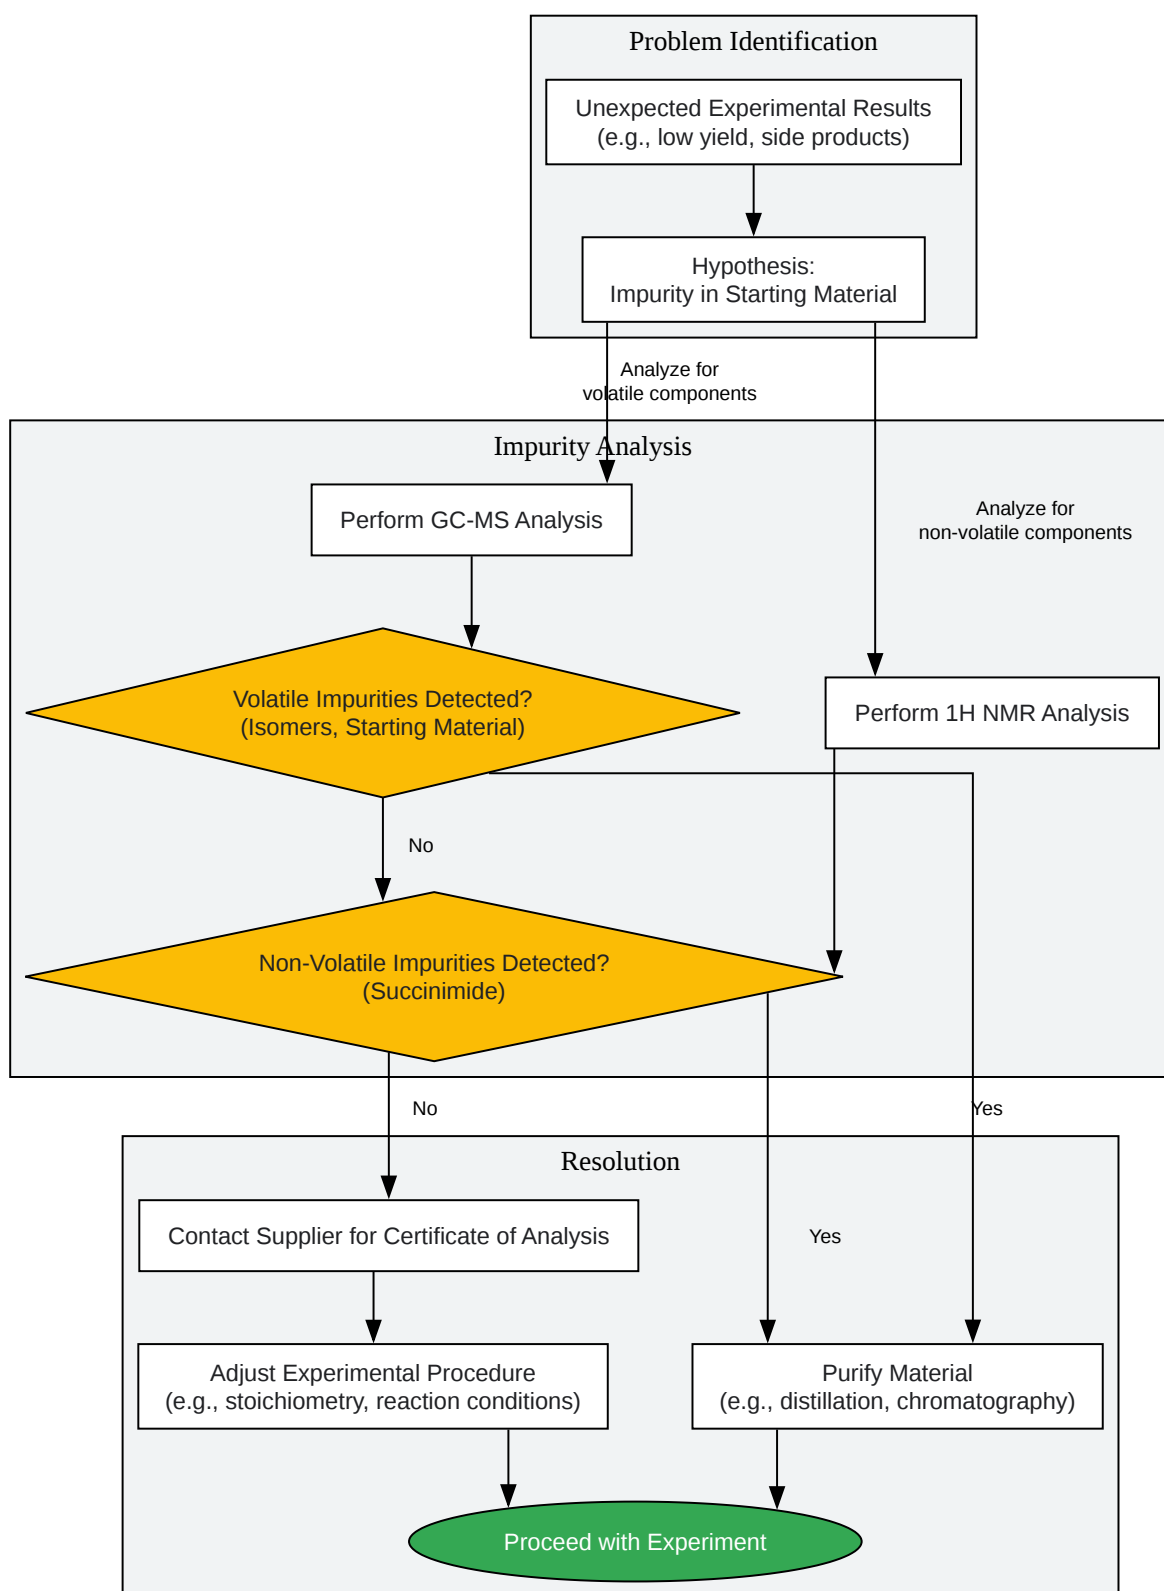 Problem Identification
Unexpected Experimental Results
(e.g., low yield, side products)
Hypothesis:
Impurity in Starting Material
Analyze for
volatile components
Impurity Analysis
Perform GC-MS Analysis
Analyze for
non-volatile components
Volatile Impurities Detected?
(Isomers, Starting Material)
Perform 1H NMR Analysis
No
Non-Volatile Impurities Detected?
(Succinimide)
No
Yes
Resolution
Contact Supplier for Certificate of Analysis
Yes
Adjust Experimental Procedure
(e.g., stoichiometry, reaction conditions)
Purify Material
(e.g., distillation, chromatography)
Proceed with Experiment